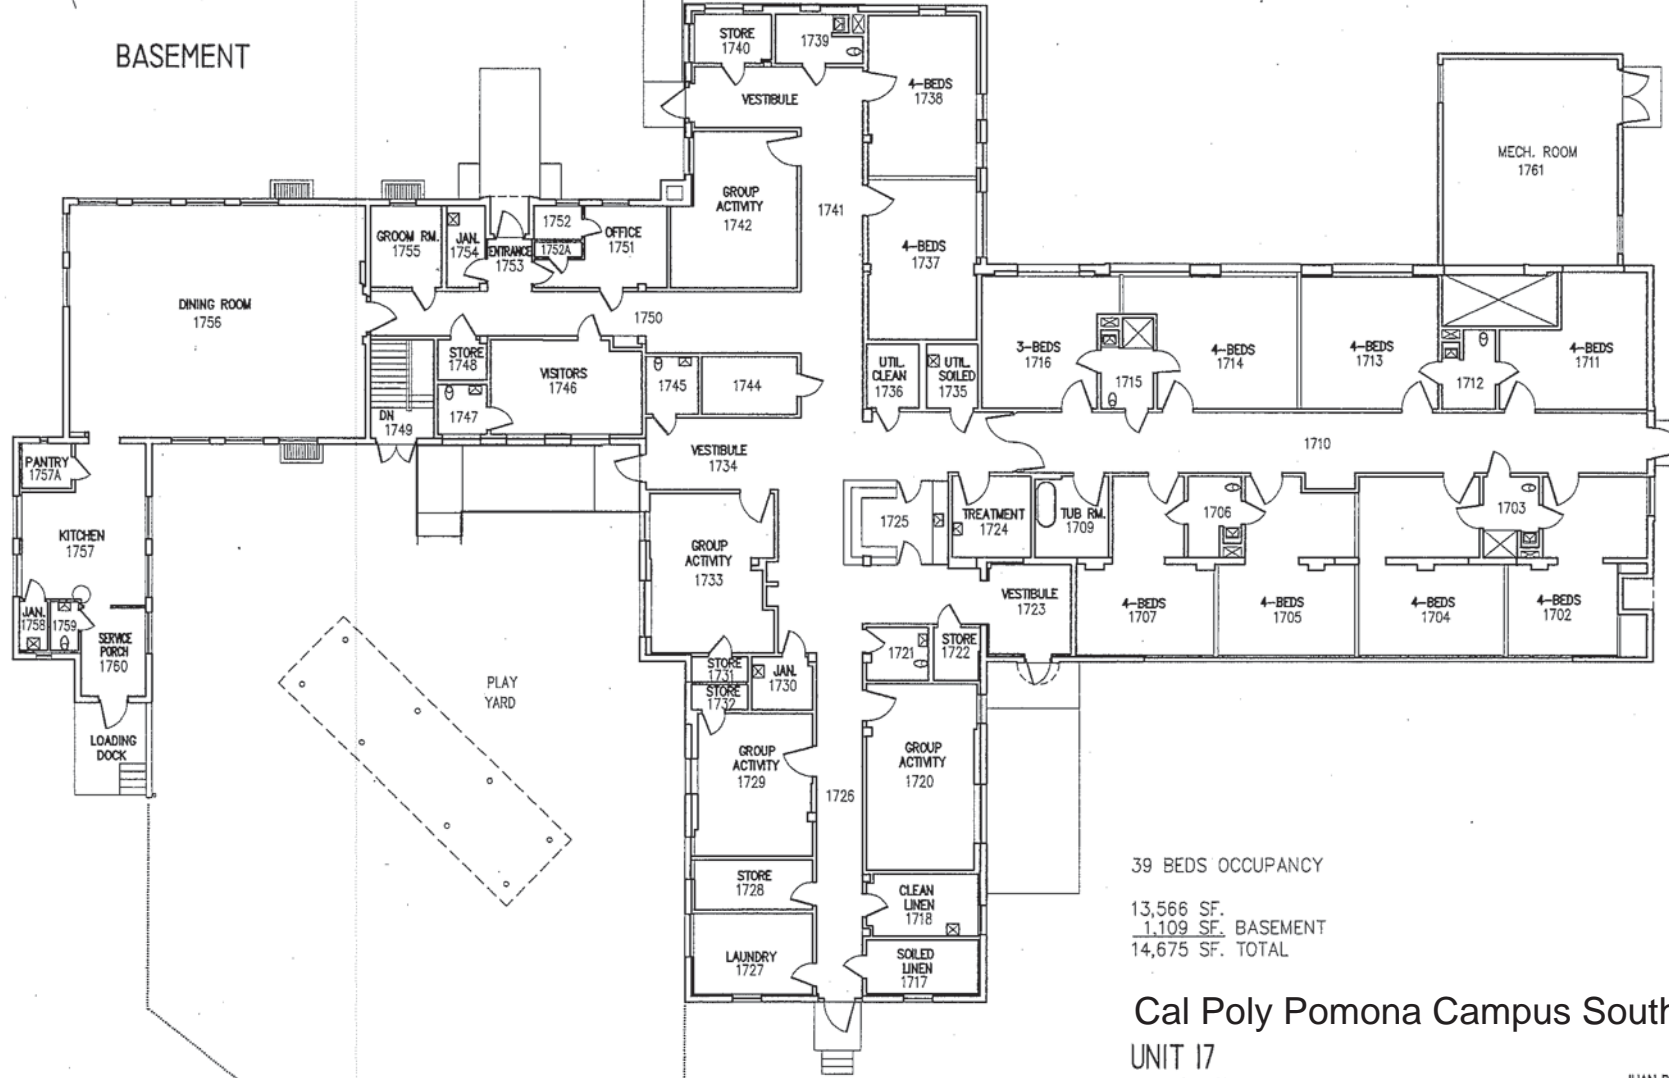 BASEMENT
STORE
1740
1739
4-BEDS
1738
VESTIBULE
MECH. ROOM
1761
GROUP
ACTIVITY
1742
1741
GROOM RM.
1755
JAN.
1754
ENTRANCE
1753
1752
1752A
OFFICE
1751
4-BEDS
1737
DINING ROOM
1756
1750
STORE
1748
VISITORS
1746
1745
1744
UTIL.
CLEAN
1736
UTIL.
SOILED
1735
3-BEDS
1716
1715
4-BEDS
1714
4-BEDS
1713
1712
4-BEDS
1711
DN
1749
1747
VESTIBULE
1734
1710
PANTRY
1757A
KITCHEN
1757
1725
TREATMENT
1724
TUB RM.
1709
1706
1703
GROUP
ACTIVITY
1733
VESTIBULE
1723
4-BEDS
1707
4-BEDS
1705
4-BEDS
1704
4-BEDS
1702
JAN.
1758
1759
SERVICE
PORCH
1760
STORE
1731
STORE
1732
JAN.
1730
1721
STORE
1722
PLAY
YARD
LOADING
DOCK
GROUP
ACTIVITY
1729
1726
GROUP
ACTIVITY
1720
STORE
1728
CLEAN
LINEN
1718
LAUNDRY
1727
SOILED
LINEN
1717
39 BEDS OCCUPANCY
13,566 SF.
1,109 SF. BASEMENT
14,675 SF. TOTAL
Cal Poly Pomona Campus South
UNIT 17